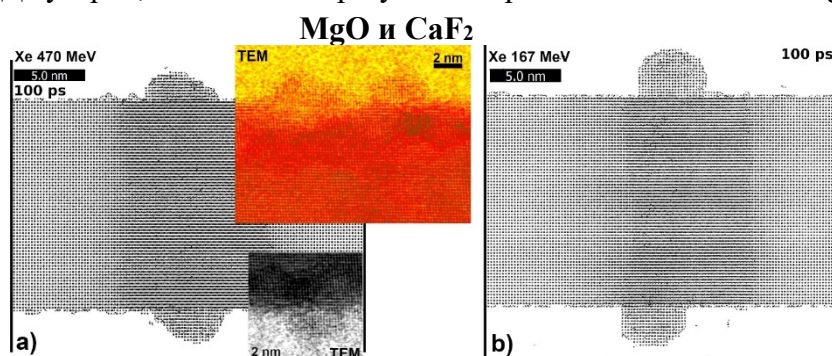 MgO и CaF₂
Xe 470 MeV
5.0 nm
100 ps
TEM
2 nm
a)
2 nm
TEM
Xe 167 MeV
100 ps
5.0 nm
b)